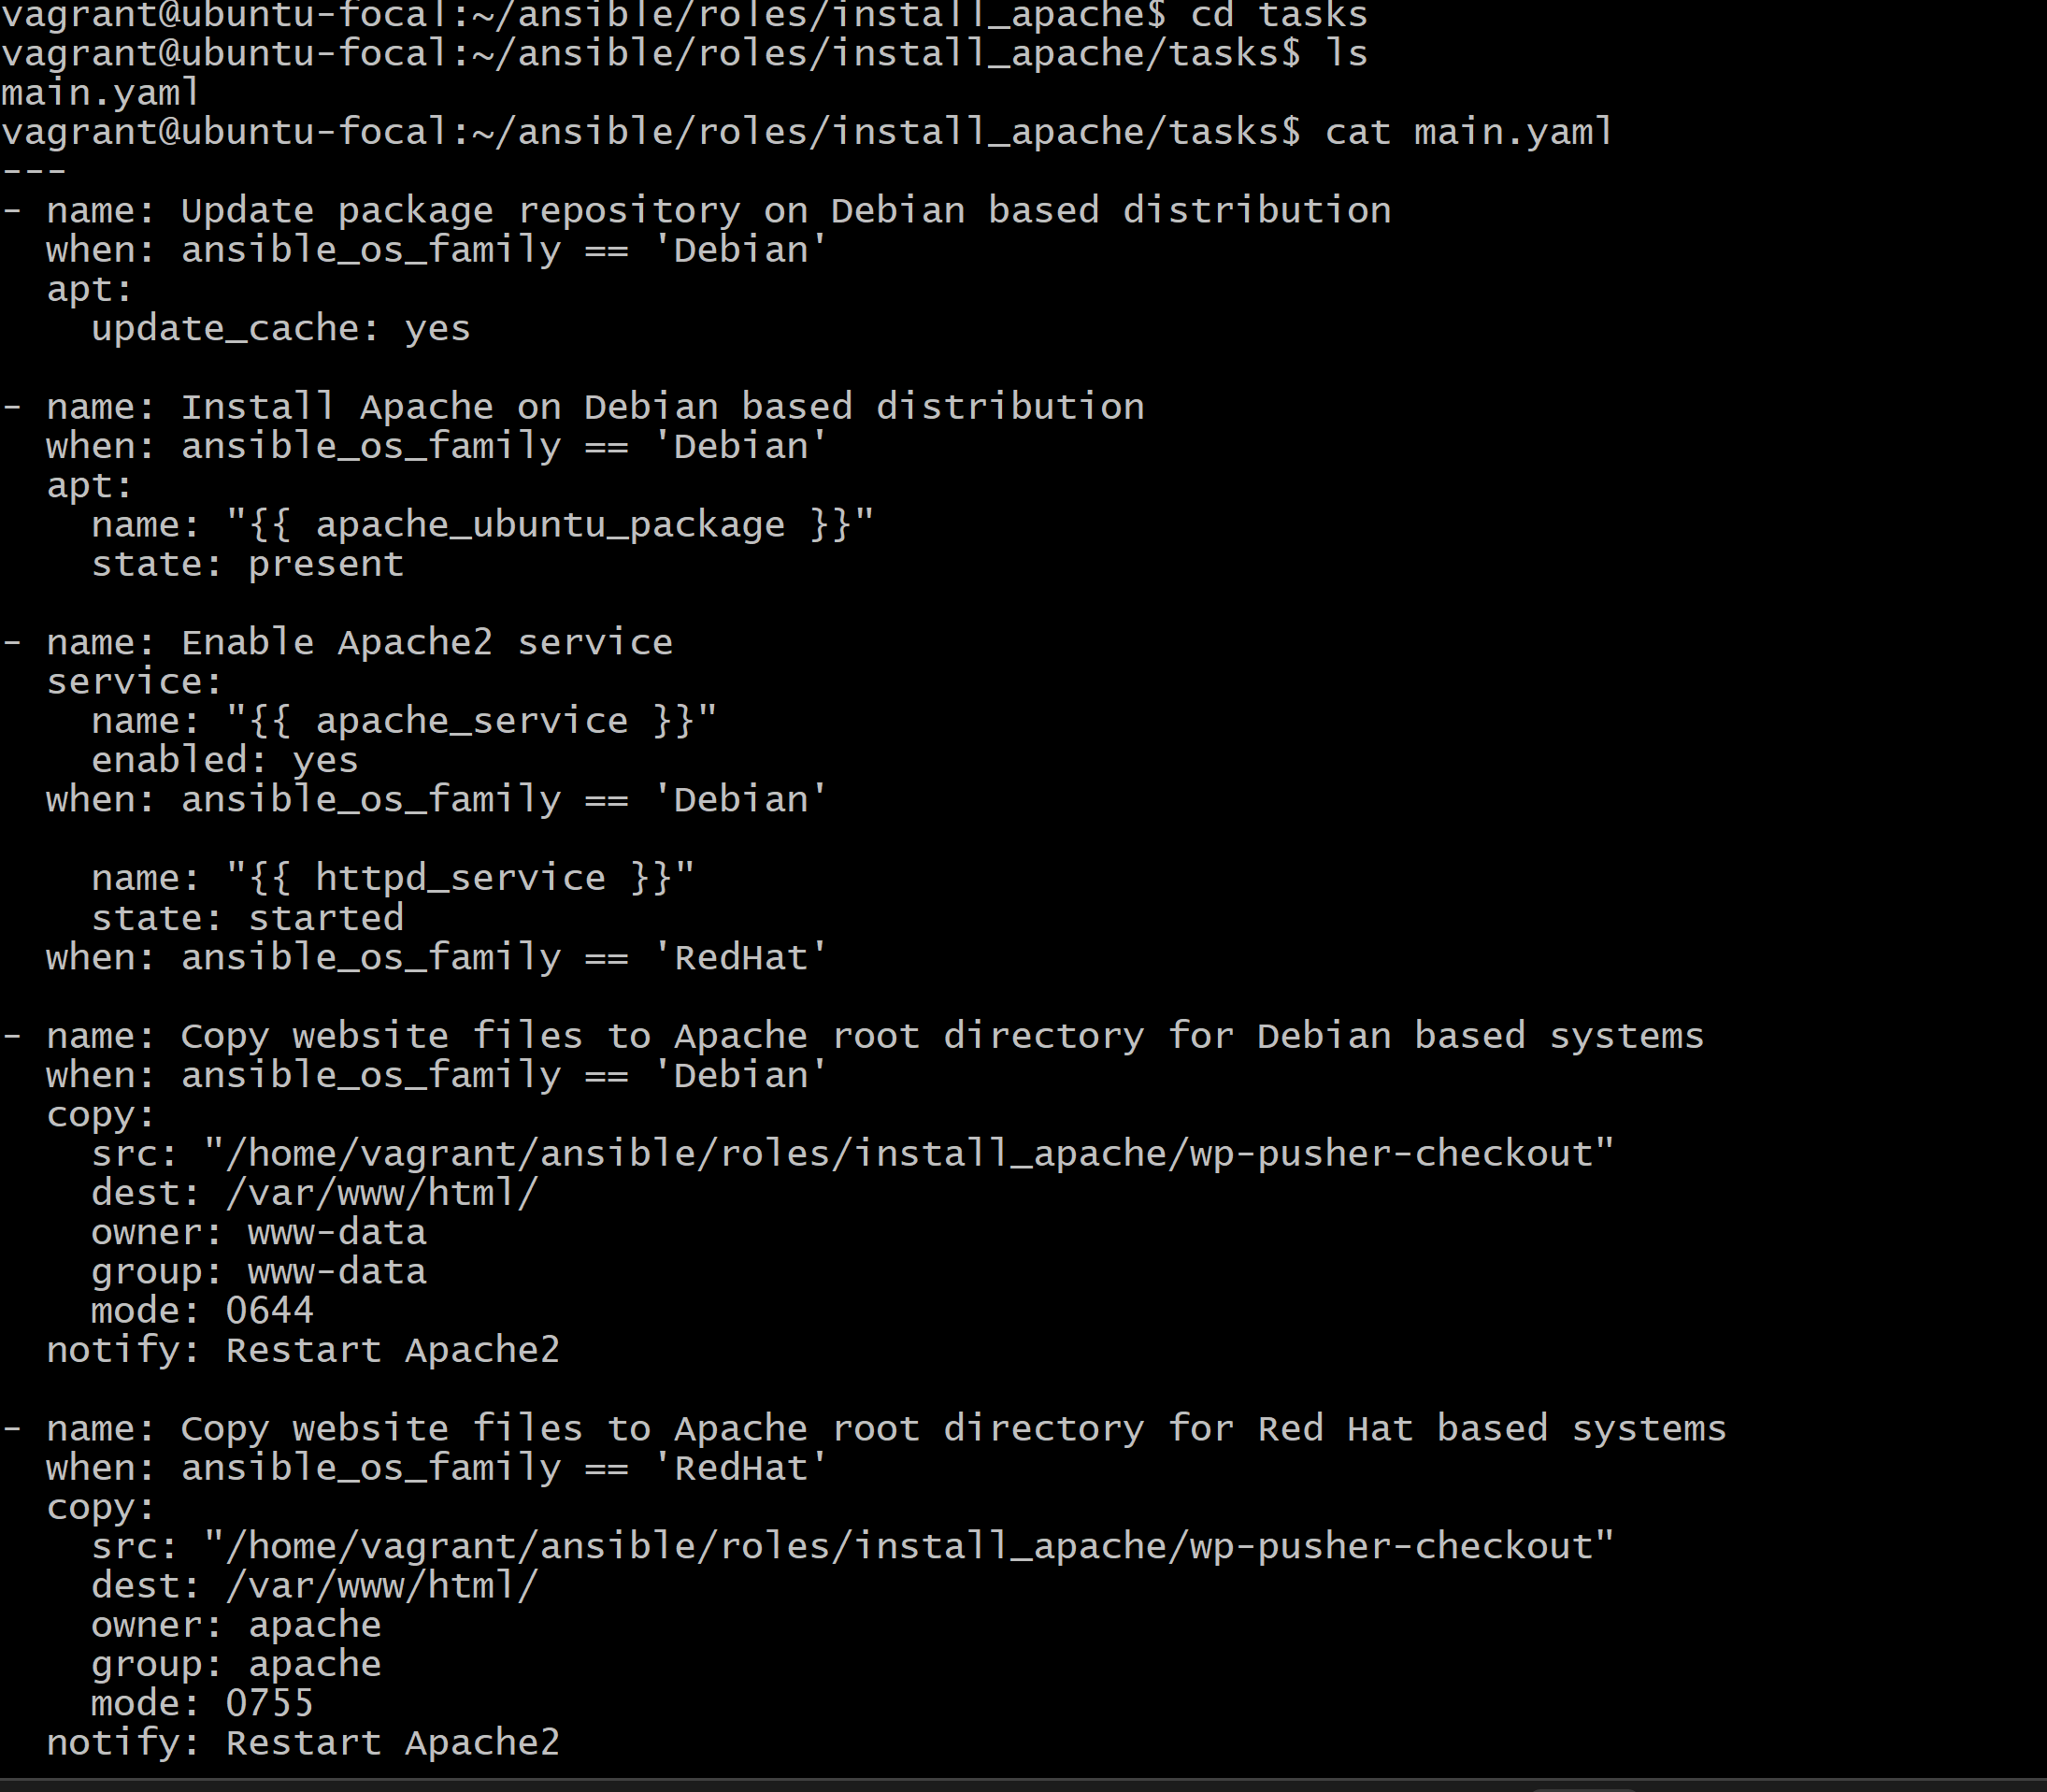 vagrant@ubuntu-focal:~/ansible/roles/install_apache$ cd tasks
vagrant@ubuntu-focal:~/ansible/roles/install_apache/tasks$ ls
main.yaml
vagrant@ubuntu-focal:~/ansible/roles/install_apache/tasks$ cat main.yaml
---
- name: Update package repository on Debian based distribution
  when: ansible_os_family == 'Debian'
  apt:
    update_cache: yes

- name: Install Apache on Debian based distribution
  when: ansible_os_family == 'Debian'
  apt:
    name: "{{ apache_ubuntu_package }}"
    state: present

- name: Enable Apache2 service
  service:
    name: "{{ apache_service }}"
    enabled: yes
  when: ansible_os_family == 'Debian'

    name: "{{ httpd_service }}"
    state: started
  when: ansible_os_family == 'RedHat'

- name: Copy website files to Apache root directory for Debian based systems
  when: ansible_os_family == 'Debian'
  copy:
    src: "/home/vagrant/ansible/roles/install_apache/wp-pusher-checkout"
    dest: /var/www/html/
    owner: www-data
    group: www-data
    mode: 0644
  notify: Restart Apache2

- name: Copy website files to Apache root directory for Red Hat based systems
  when: ansible_os_family == 'RedHat'
  copy:
    src: "/home/vagrant/ansible/roles/install_apache/wp-pusher-checkout"
    dest: /var/www/html/
    owner: apache
    group: apache
    mode: 0755
  notify: Restart Apache2